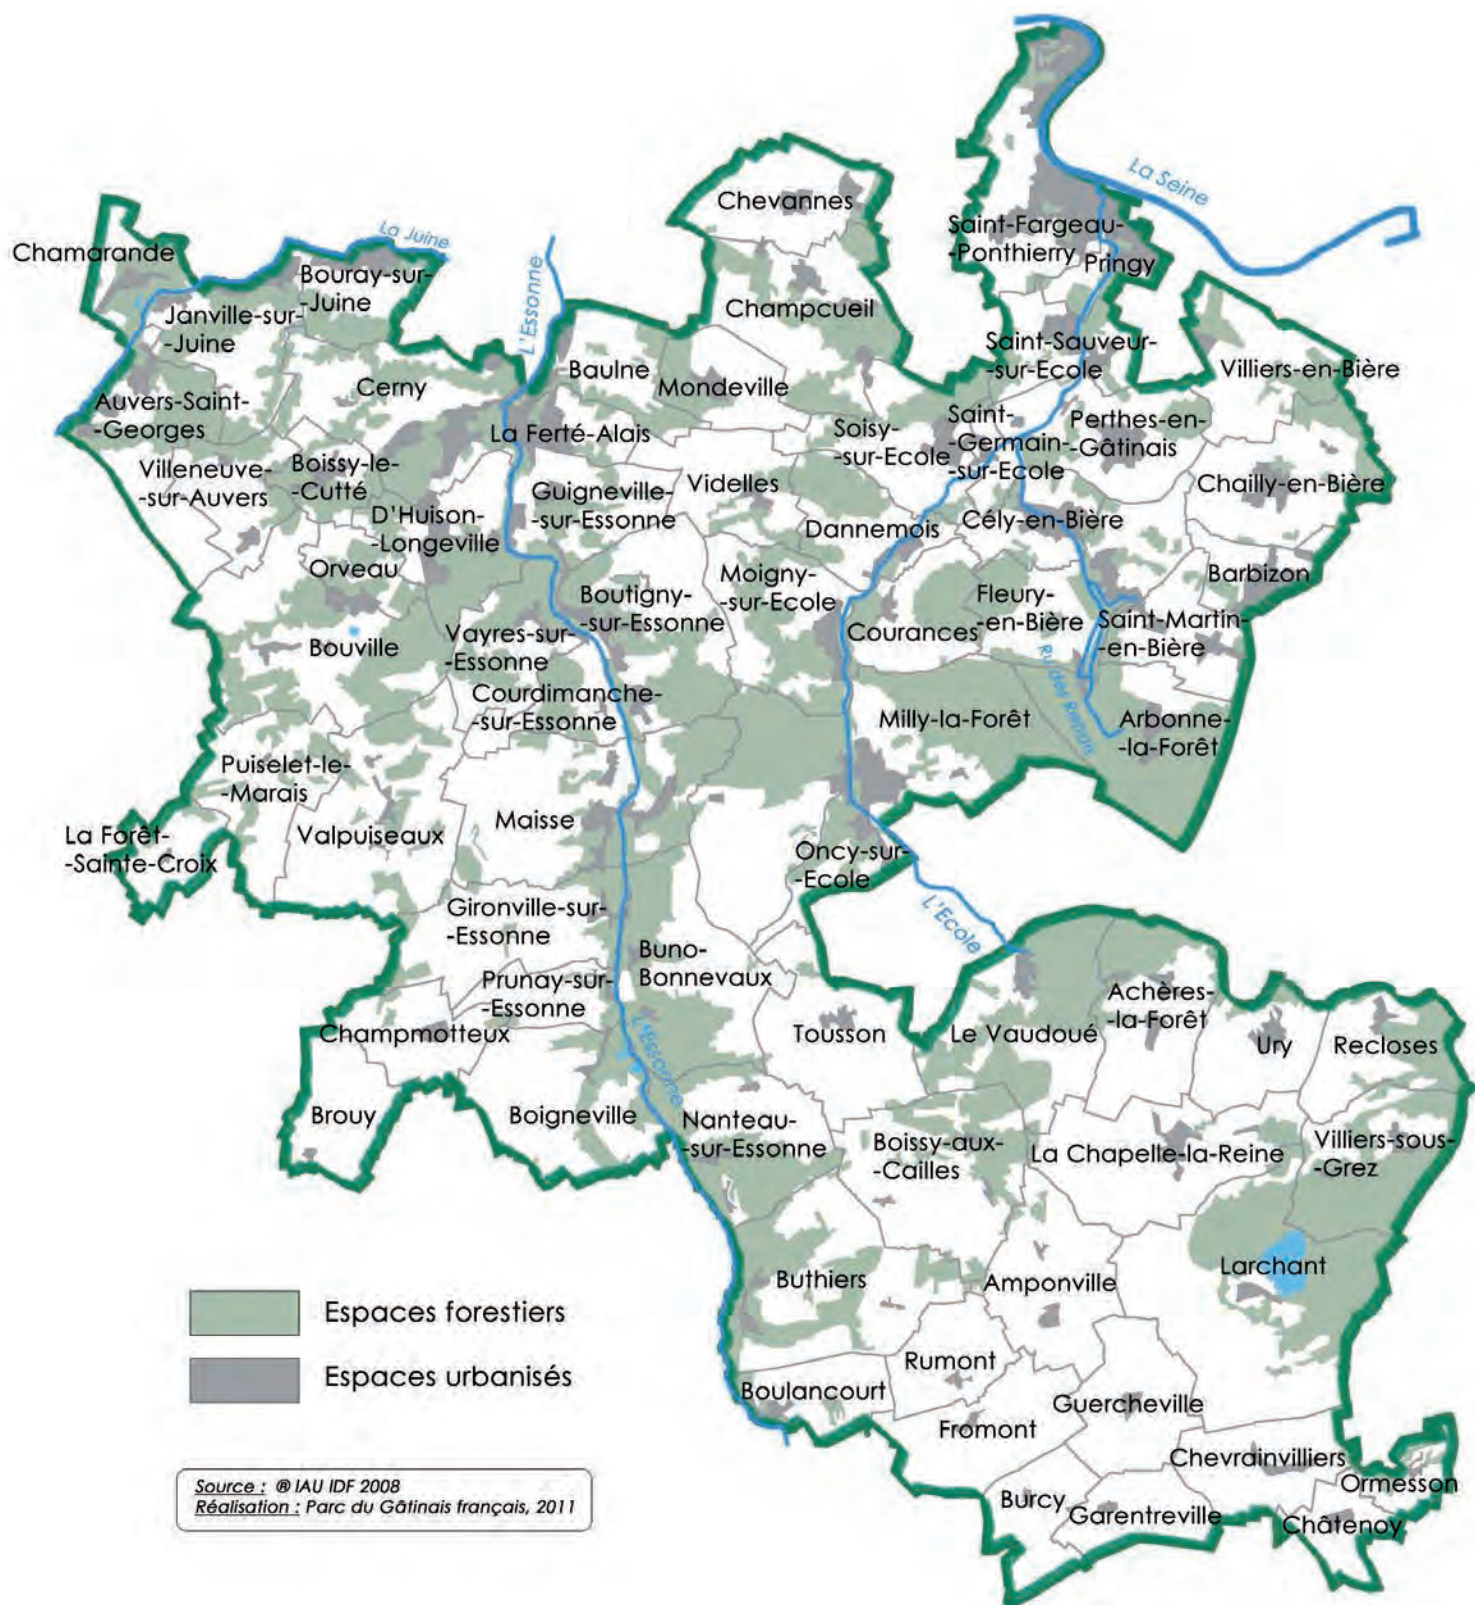 La Seine
Chevannes
Saint-Fargeau-
-Ponthierry
Pringy
La Juine
Chamarande
Bouray-sur-
-Juine
L'Essonne
Janville-sur-
-Juine
Champcueil
Saint-Sauveur-
-sur-Ecole
Villiers-en-Bière
Baulne
Mondeville
Cerny
Auvers-Saint-
-Georges
La Ferté-Alais
Soisy-
-sur-Ecole
Saint-
-Germain-
-sur-Ecole
Perthes-en-
-Gâtinais
Villeneuve-
-sur-Auvers
Boissy-le-
-Cutté
Guigneville-
-sur-Essonne
Videlles
Chailly-en-Bière
D'Huison-
-Longeville
Dannemois
Cély-en-Bière
Orveau
Boutigny-
-sur-Essonne
Moigny-
-sur-Ecole
Fleury-
-en-Bière
Barbizon
Bouville
Vayres-sur-
-Essonne
Courances
Saint-Martin-
-en-Bière
Ru des Rebais
Courdimanche-
-sur-Essonne
Milly-la-Forêt
Arbonne-
-la-Forêt
Puiselet-le-
-Marais
La Forêt-
-Sainte-Croix
Valpuiseaux
Maisse
Oncy-sur-
-Ecole
L'Ecole
Gironville-sur-
-Essonne
Buno-
Bonnevaux
Prunay-sur-
-Essonne
Champmotteux
L'Essonne
Tousson
Le Vaudoué
Achères-
-la-Forêt
Ury
Recloses
Brouy
Boigneville
Nanteau-
-sur-Essonne
Boissy-aux-
-Cailles
La Chapelle-la-Reine
Villiers-sous-
-Grez
Buthiers
Amponville
Larchant
Rumont
Boulancourt
Guercheville
Fromont
Chevrainvilliers
Ormesson
Burcy
Garentreville
Châtenoy
Espaces forestiers
Espaces urbanisés
Source : ® IAU IDF 2008
Réalisation : Parc du Gâtinais français, 2011